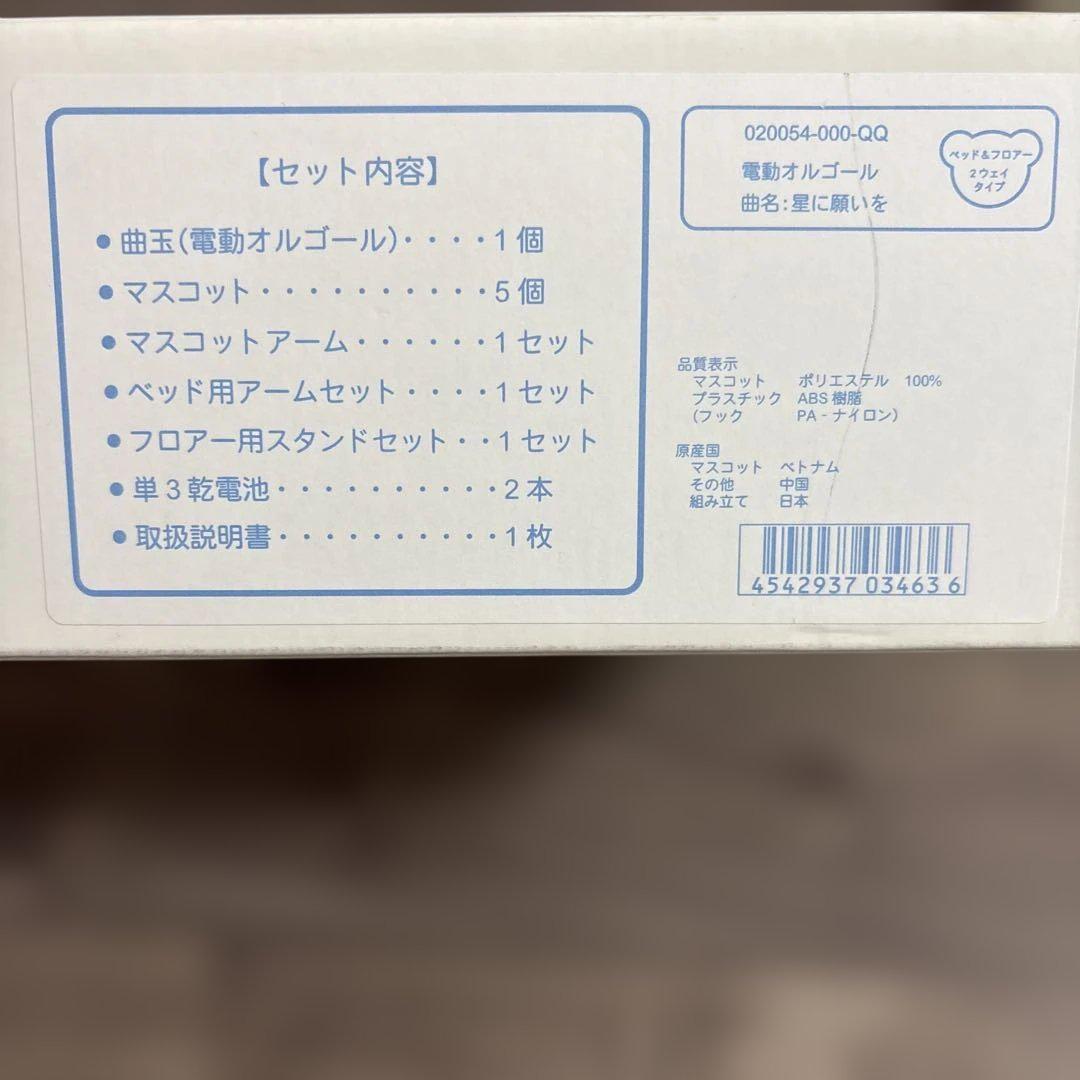 【セット内容】
●曲玉(電動オルゴール)・・・・1個
●マスコット・・・・・・・・・・5個
●マスコットアーム・・・・・・1セット
●ベッド用アームセット・・・・1セット
●フロアー用スタンドセット・・1セット
●単3乾電池・・・・・・・・・・2本
●取扱説明書・・・・・・・・・・1枚
020054-000-QQ
電動オルゴール
曲名:星に願いを
ベッド&フロアー
2ウェイ
タイプ
品質表示
マスコット ポリエステル 100%
プラスチック ABS樹脂
(フック PA‐ナイロン)
原産国
マスコット ベトナム
その他 中国
組み立て 日本
4542937 034636